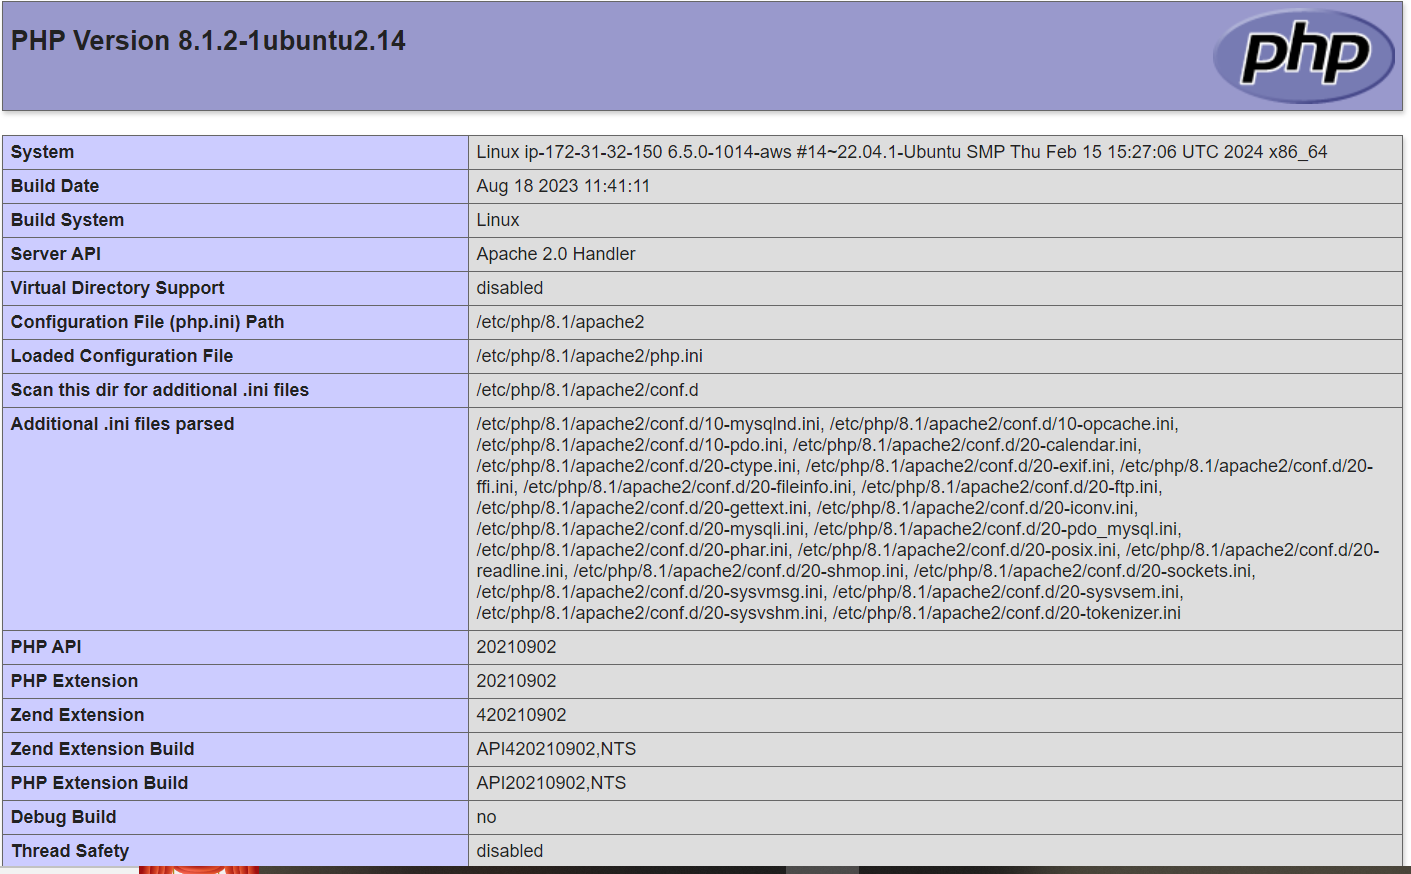 PHP Version 8.1.2-1ubuntu2.14
php
System Linux ip-172-31-32-150 6.5.0-1014-aws #14~22.04.1-Ubuntu SMP Thu Feb 15 15:27:06 UTC 2024 x86_64
Build Date Aug 18 2023 11:41:11
Build System Linux
Server API Apache 2.0 Handler
Virtual Directory Support disabled
Configuration File (php.ini) Path /etc/php/8.1/apache2
Loaded Configuration File /etc/php/8.1/apache2/php.ini
Scan this dir for additional .ini files /etc/php/8.1/apache2/conf.d
Additional .ini files parsed /etc/php/8.1/apache2/conf.d/10-mysqlnd.ini, /etc/php/8.1/apache2/conf.d/10-opcache.ini,
/etc/php/8.1/apache2/conf.d/10-pdo.ini, /etc/php/8.1/apache2/conf.d/20-calendar.ini,
/etc/php/8.1/apache2/conf.d/20-ctype.ini, /etc/php/8.1/apache2/conf.d/20-exif.ini, /etc/php/8.1/apache2/conf.d/20-
ffi.ini, /etc/php/8.1/apache2/conf.d/20-fileinfo.ini, /etc/php/8.1/apache2/conf.d/20-ftp.ini,
/etc/php/8.1/apache2/conf.d/20-gettext.ini, /etc/php/8.1/apache2/conf.d/20-iconv.ini,
/etc/php/8.1/apache2/conf.d/20-mysqli.ini, /etc/php/8.1/apache2/conf.d/20-pdo_mysql.ini,
/etc/php/8.1/apache2/conf.d/20-phar.ini, /etc/php/8.1/apache2/conf.d/20-posix.ini, /etc/php/8.1/apache2/conf.d/20-
readline.ini, /etc/php/8.1/apache2/conf.d/20-shmop.ini, /etc/php/8.1/apache2/conf.d/20-sockets.ini,
/etc/php/8.1/apache2/conf.d/20-sysvmsg.ini, /etc/php/8.1/apache2/conf.d/20-sysvsem.ini,
/etc/php/8.1/apache2/conf.d/20-sysvshm.ini, /etc/php/8.1/apache2/conf.d/20-tokenizer.ini
PHP API 20210902
PHP Extension 20210902
Zend Extension 420210902
Zend Extension Build API420210902,NTS
PHP Extension Build API20210902,NTS
Debug Build no
Thread Safety disabled